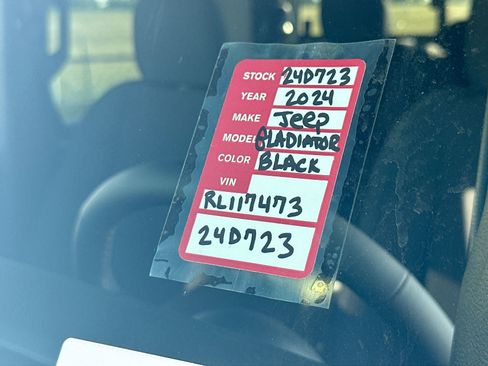 STOCK 24D723
YEAR 2024
MAKE Jeep
MODEL GLADIATOR
COLOR BLACK
VIN
RL117473
24D723